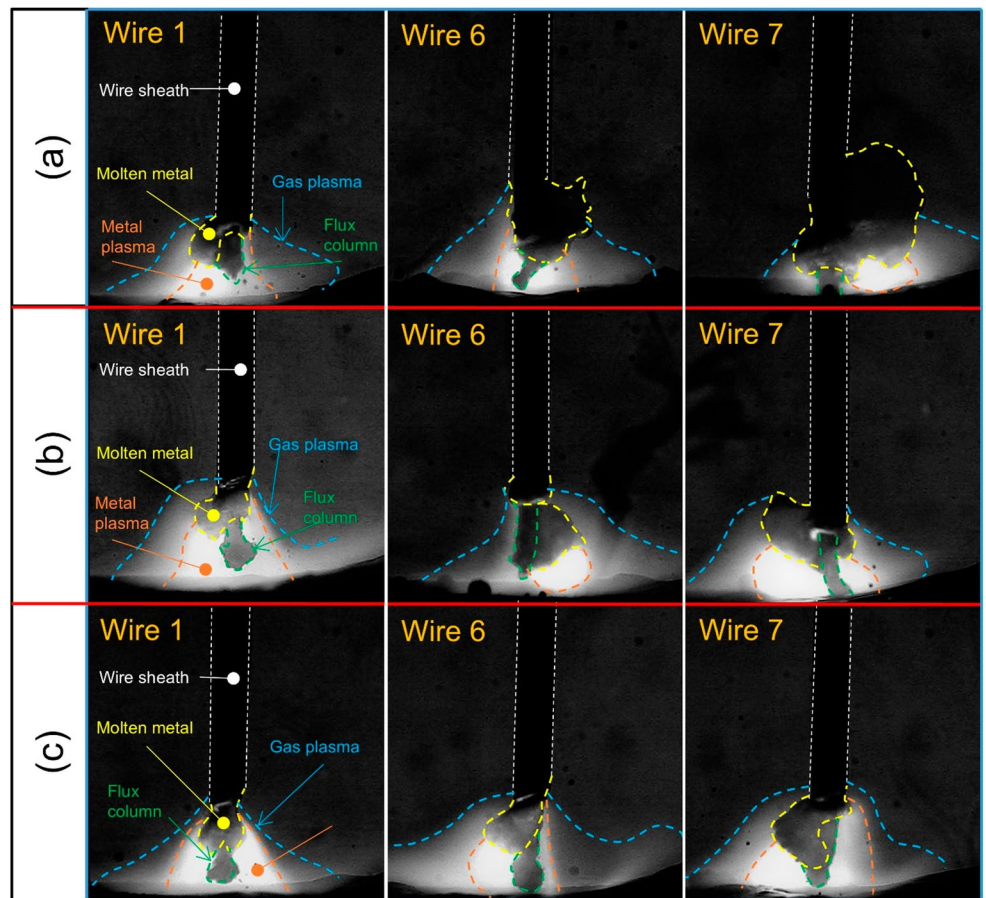 (a)
Wire 1
Wire sheath
Molten metal
Gas plasma
Metal
plasma
Flux
column
Wire 6
Wire 7
(b)
Wire 1
Wire sheath
Molten metal
Gas plasma
Metal
plasma
Flux
column
Wire 6
Wire 7
(c)
Wire 1
Wire sheath
Molten metal
Gas plasma
Flux
column
Wire 6
Wire 7